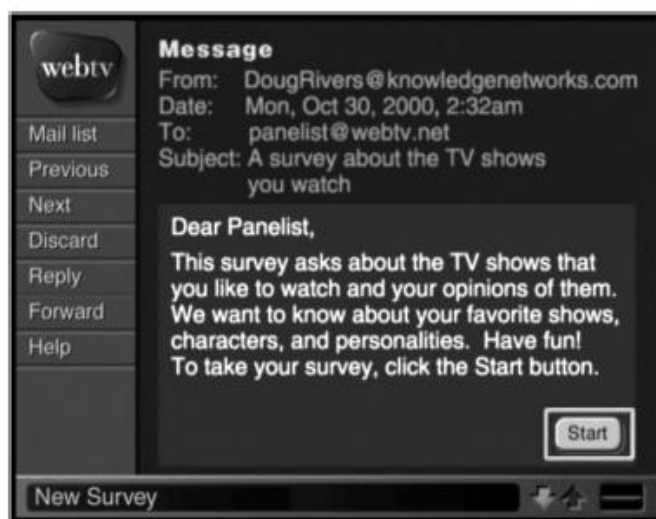 webtv
Mail list
Previous
Next
Discard
Reply
Forward
Help
Message
From: DougRivers@knowledgenetworks.com
Date: Mon, Oct 30, 2000, 2:32am
To: panelist@webtv.net
Subject: A survey about the TV shows
you watch
Dear Panelist,
This survey asks about the TV shows that
you like to watch and your opinions of them.
We want to know about your favorite shows,
characters, and personalities. Have fun!
To take your survey, click the Start button.
Start
New Survey